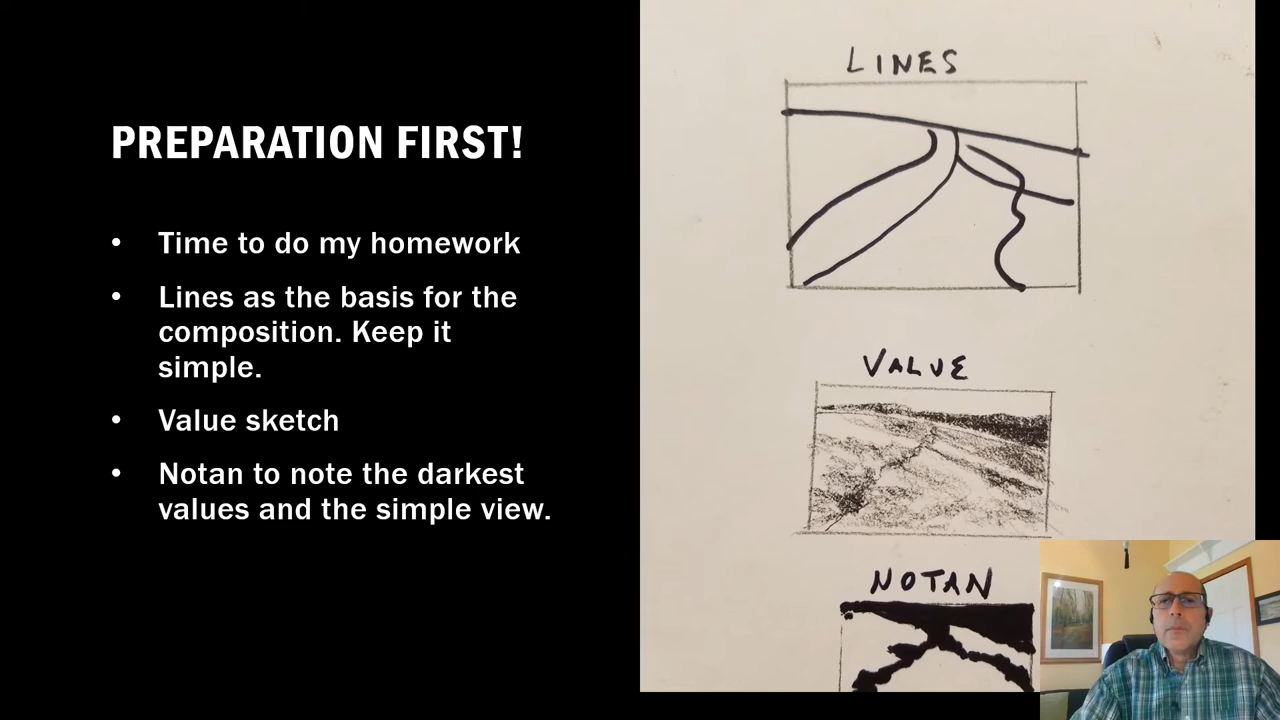 PREPARATION FIRST!
• Time to do my homework
• Lines as the basis for the
composition. Keep it
simple.
• Value sketch
• Notan to note the darkest
values and the simple view.
LINES
VALUE
NOTAN